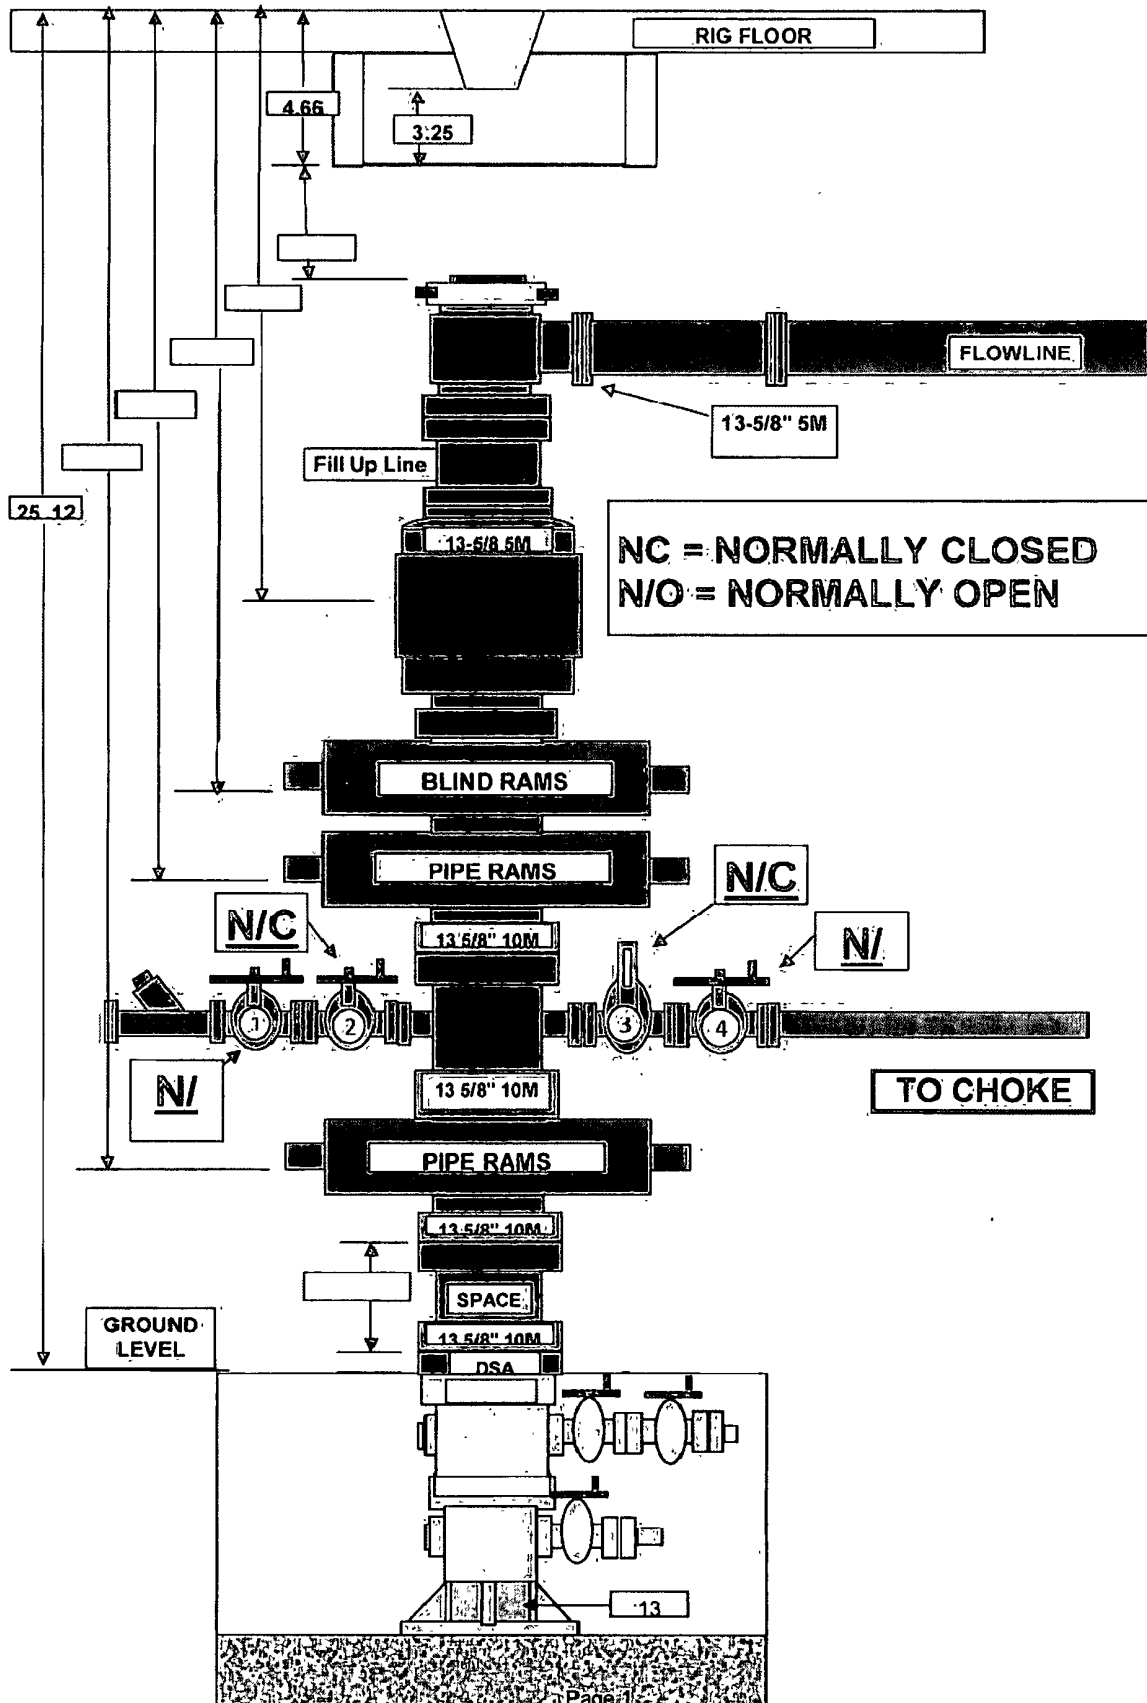 RIG FLOOR
4.66
3.25
FLOWLINE
13-5/8" 5M
Fill Up Line
25 12
13-5/8 5M
NC = NORMALLY CLOSED
N/O = NORMALLY OPEN
BLIND RAMS
PIPE RAMS
N/C
N/C
13 5/8" 10M
N/
1
2
3
4
N/
13 5/8" 10M
TO CHOKE
PIPE RAMS
13 5/8" 10M
SPACE
GROUND
LEVEL
13 5/8" 10M
DSA
13
Page 1